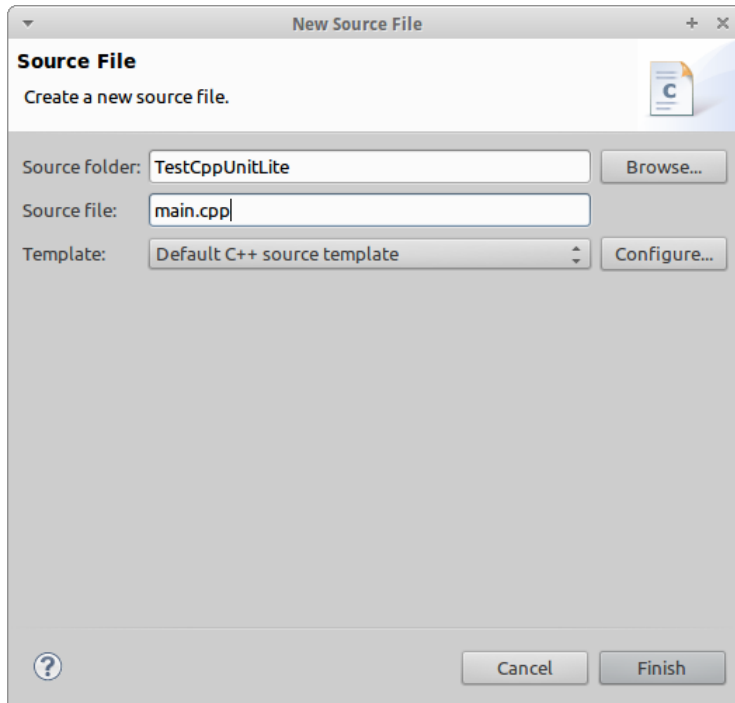 New Source File
Source File
Create a new source file.
C
Source folder: TestCppUnitLite Browse...
Source file: main.cpp
Template: Default C++ source template Configure...
? Cancel Finish